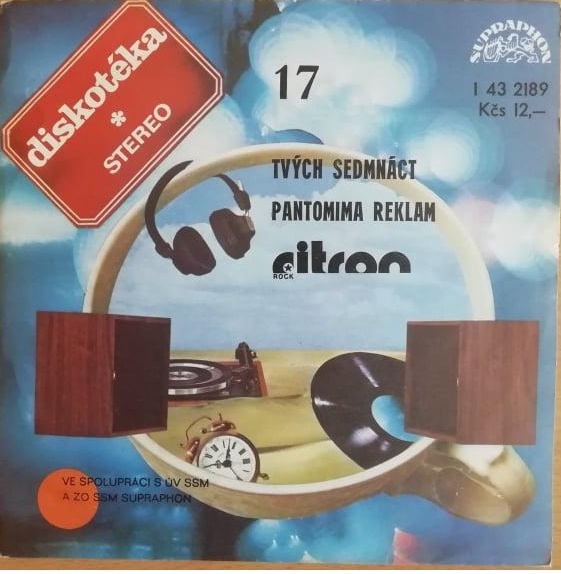 diskotéka
*
STEREO
17
SUPRAPHON
1 43 2189
Kčs 12,—
TVÝCH SEDMNÁCT
PANTOMIMA REKLAM
citron
ROCK
VE SPOLUPRÁCI S ÚV SSM
A ZO SSM SUPRAPHON